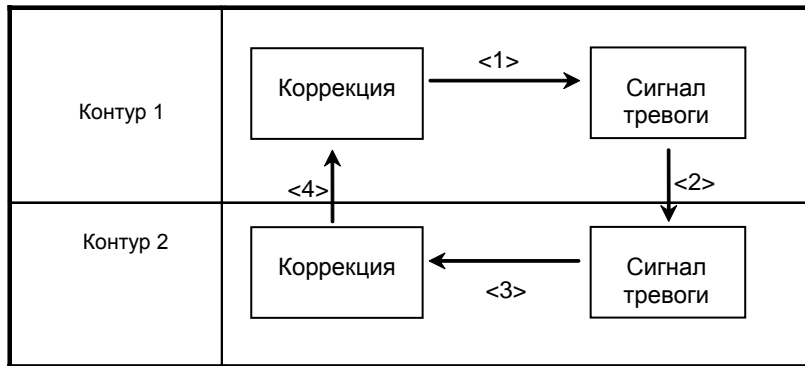 <1>
Коррекция
Сигнал
тревоги
Контур 1
<4>
<2>
Контур 2
Коррекция
Сигнал
тревоги
<3>